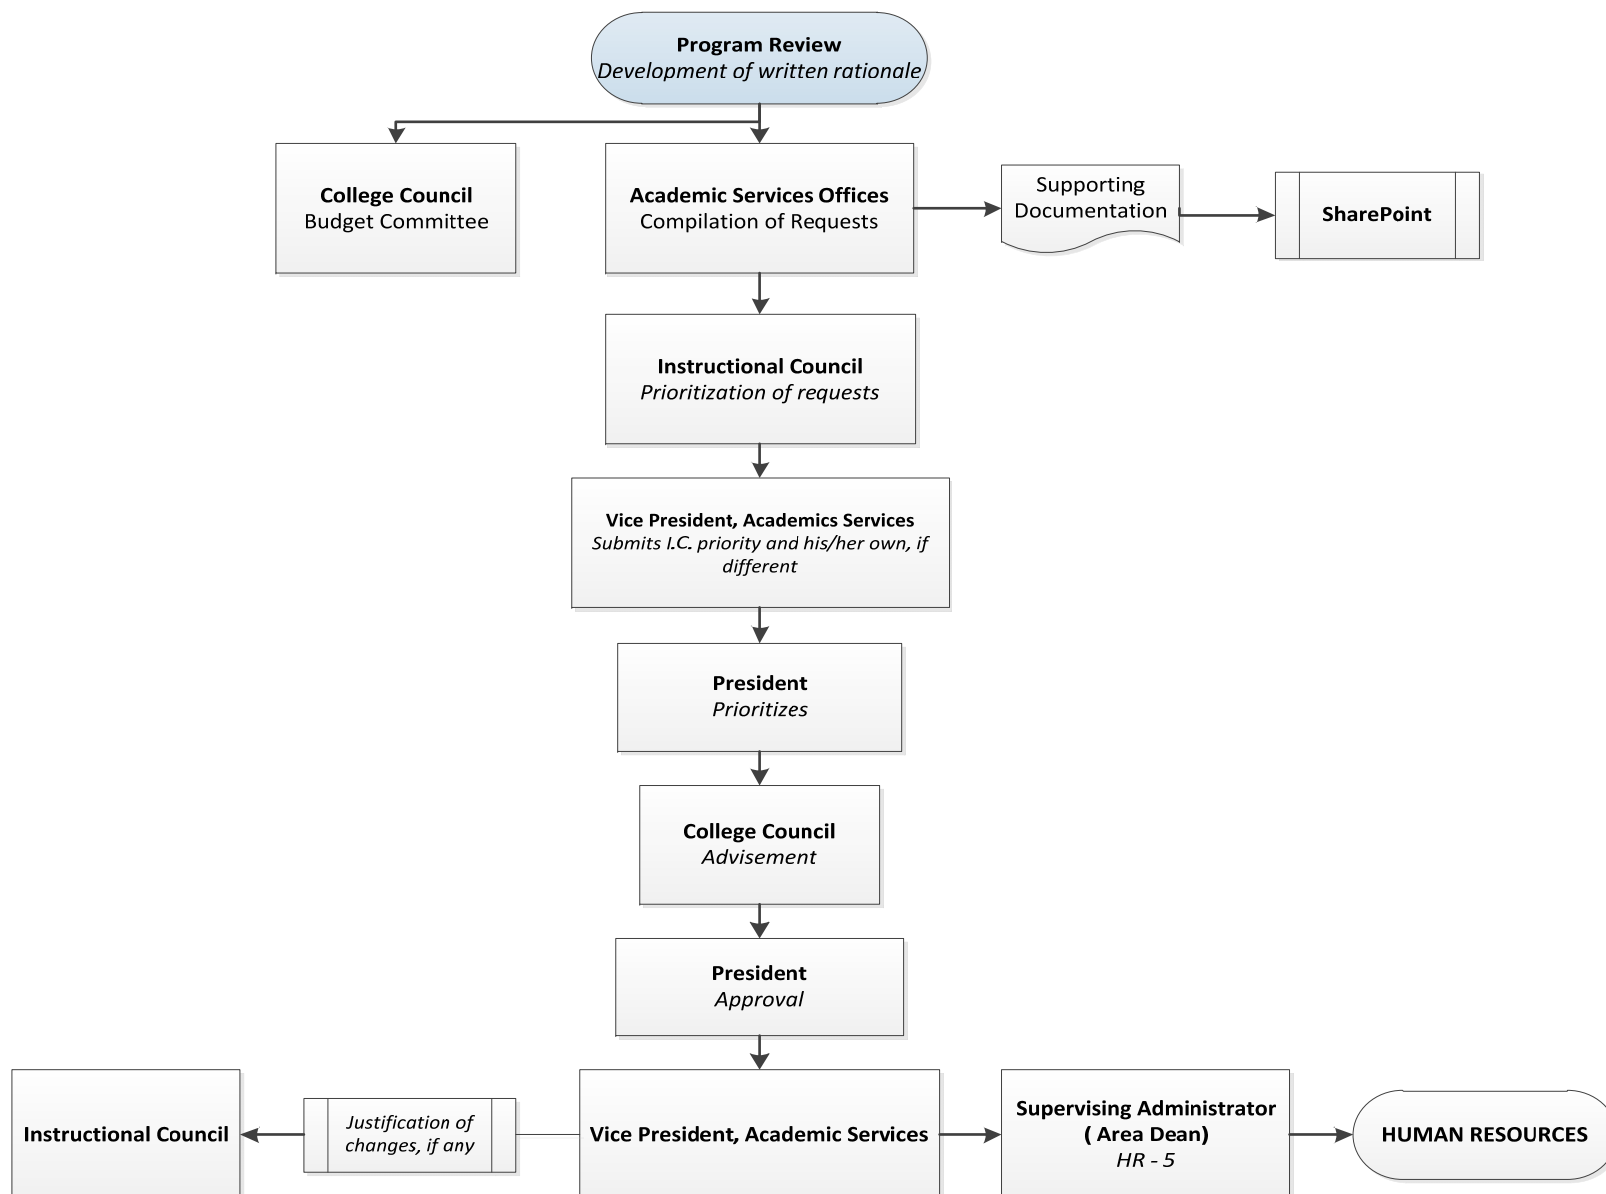 Program Review
Development of written rationale
College Council
Budget Committee
Academic Services Offices
Compilation of Requests
Supporting
Documentation
SharePoint
Instructional Council
Prioritization of requests
Vice President, Academics Services
Submits I.C. priority and his/her own, if
different
President
Prioritizes
College Council
Advisement
President
Approval
Instructional Council
Justification of
changes, if any
Vice President, Academic Services
Supervising Administrator
( Area Dean)
HR - 5
HUMAN RESOURCES